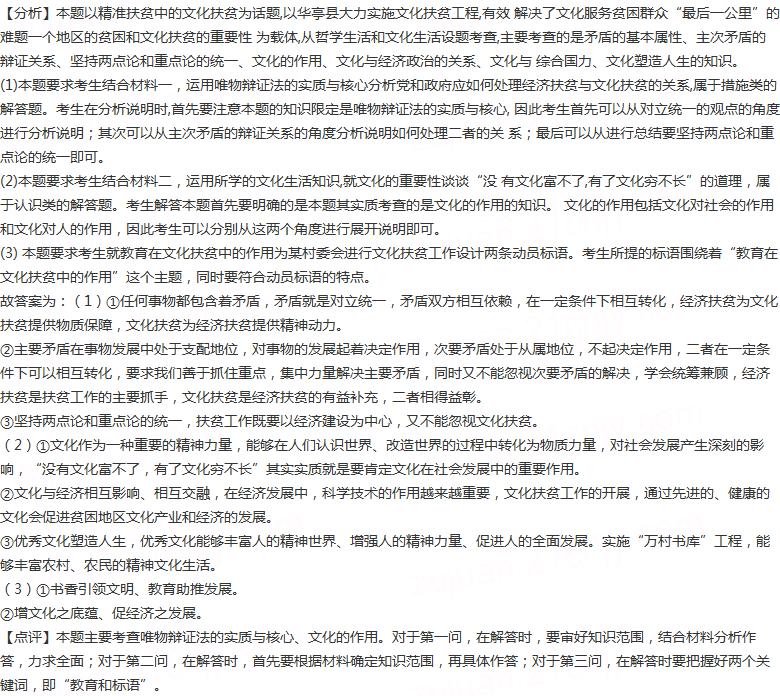 【分析】本题以精准扶贫中的文化扶贫为话题,以华亭县大力实施文化扶贫工程,有效 解决了文化服务贫困群众“最后一公里”的
难题一个地区的贫困和文化扶贫的重要性 为载体,从哲学生活和文化生活设题考查,主要考查的是矛盾的基本属性、主次矛盾的
辩证关系、坚持两点论和重点论的统一、文化的作用、文化与经济政治的关系、文化与 综合国力、文化塑造人生的知识。
(1)本题要求考生结合材料一，运用唯物辩证法的实质与核心分析党和政府应如何处理经济扶贫与文化扶贫的关系,属于措施类的
解答题。考生在分析说明时,首先要注意本题的知识限定是唯物辩证法的实质与核心, 因此考生首先可以从对立统一的观点的角度
进行分析说明；其次可以从主次矛盾的辩证关系的角度分析说明如何处理二者的关 系；最后可以从进行总结要坚持两点论和重
点论的统一即可。
(2)本题要求考生结合材料二，运用所学的文化生活知识,就文化的重要性谈谈“没 有文化富不了,有了文化穷不长”的道理，属
于认识类的解答题。考生解答本题首先要明确的是本题其实质考查的是文化的作用的知识。 文化的作用包括文化对社会的作用
和文化对人的作用，因此考生可以分别从这两个角度进行展开说明即可。
(3) 本题要求考生就教育在文化扶贫中的作用为某村委会进行文化扶贫工作设计两条动员标语。考生所提的标语围绕着“教育在
文化扶贫中的作用”这个主题，同时要符合动员标语的特点。
故答案为：（1）①任何事物都包含着矛盾，矛盾就是对立统一，矛盾双方相互依赖，在一定条件下相互转化，经济扶贫为文化
扶贫提供物质保障，文化扶贫为经济扶贫提供精神动力。
②主要矛盾在事物发展中处于支配地位，对事物的发展起着决定作用，次要矛盾处于从属地位，不起决定作用，二者在一定条
件下可以相互转化，要求我们善于抓住重点，集中力量解决主要矛盾，同时又不能忽视次要矛盾的解决，学会统筹兼顾，经济
扶贫是扶贫工作的主要抓手，文化扶贫是经济扶贫的有益补充，二者相得益彰。
③坚持两点论和重点论的统一，扶贫工作既要以经济建设为中心，又不能忽视文化扶贫。
（2）①文化作为一种重要的精神力量，能够在人们认识世界、改造世界的过程中转化为物质力量，对社会发展产生深刻的影
响，“没有文化富不了，有了文化穷不长”其实实质就是要肯定文化在社会发展中的重要作用。
②文化与经济相互影响、相互交融，在经济发展中，科学技术的作用越来越重要，文化扶贫工作的开展，通过先进的、健康的
文化会促进贫困地区文化产业和经济的发展。
③优秀文化塑造人生，优秀文化能够丰富人的精神世界、增强人的精神力量、促进人的全面发展。实施“万村书库”工程，能
够丰富农村、农民的精神文化生活。
（3）①书香引领文明、教育助推发展。
②增文化之底蕴、促经济之发展。
【点评】本题主要考查唯物辩证法的实质与核心、文化的作用。对于第一问，在解答时，要审好知识范围，结合材料分析作
答，力求全面；对于第二问，在解答时，首先要根据材料确定知识范围，再具体作答；对于第三问，在解答时要把握好两个关
键词，即“教育和标语”。